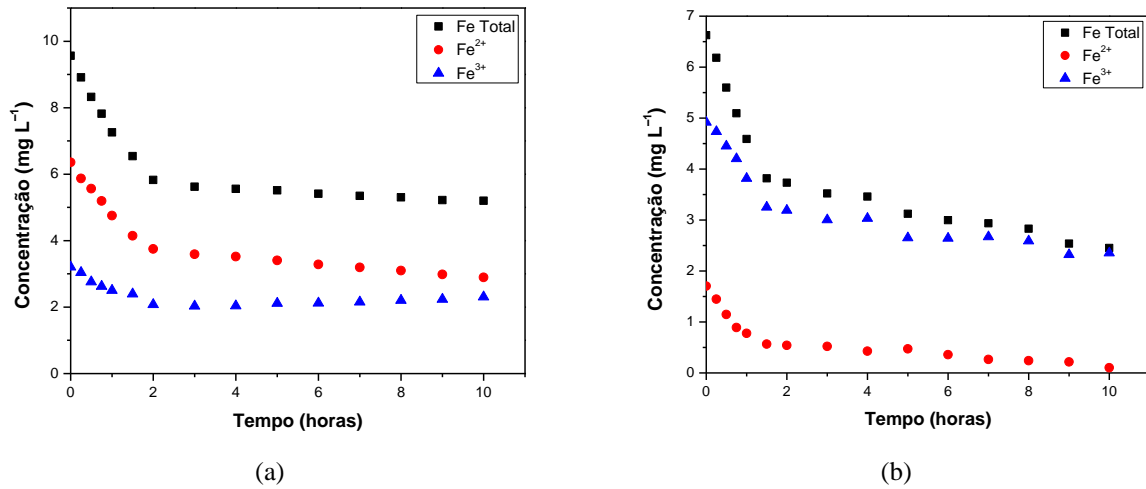 Fe Total
Fe²⁺
Fe³⁺
10
8
6
4
2
0
Concentração (mg L⁻¹)
0 2 4 6 8 10
Tempo (horas)
(a)
Fe Total
Fe²⁺
Fe³⁺
7
6
5
4
3
2
1
0
Concentração (mg L⁻¹)
0 2 4 6 8 10
Tempo (horas)
(b)